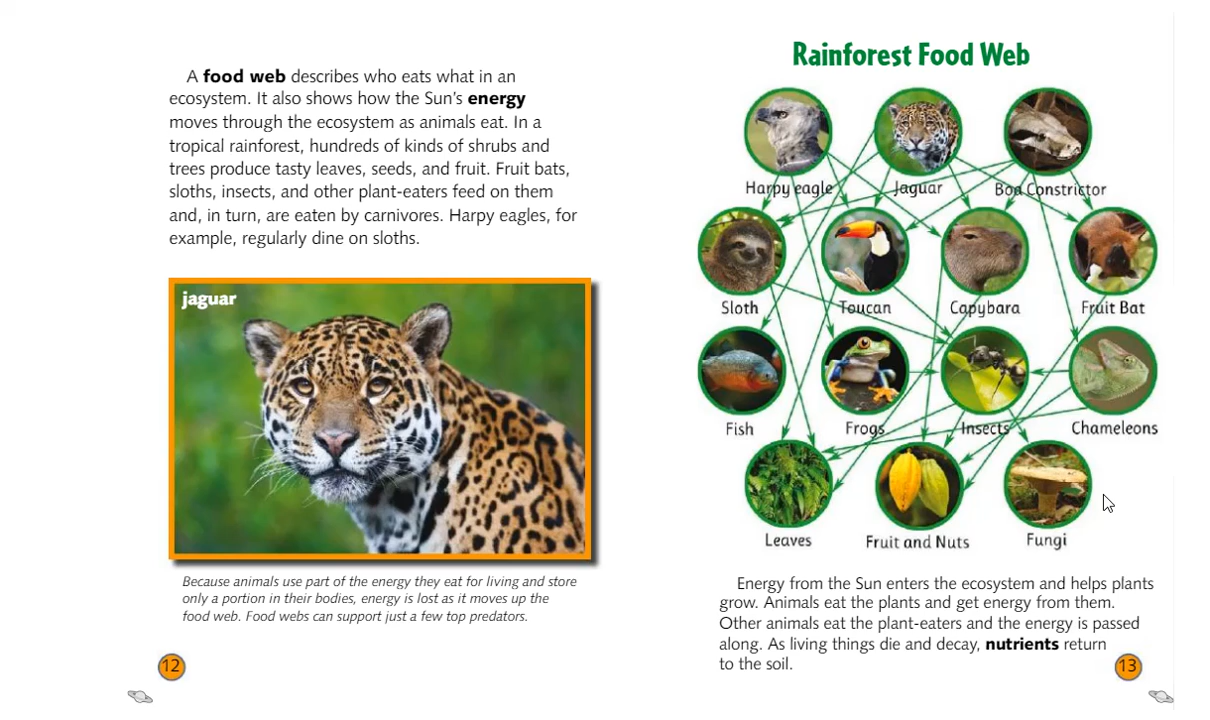 A food web describes who eats what in an
ecosystem. It also shows how the Sun's energy
moves through the ecosystem as animals eat. In a
tropical rainforest, hundreds of kinds of shrubs and
trees produce tasty leaves, seeds, and fruit. Fruit bats,
sloths, insects, and other plant-eaters feed on them
and, in turn, are eaten by carnivores. Harpy eagles, for
example, regularly dine on sloths.
jaguar
Because animals use part of the energy they eat for living and store
only a portion in their bodies, energy is lost as it moves up the
food web. Food webs can support just a few top predators.
12
Rainforest Food Web
Harpy eagle
Jaguar
Boa Constrictor
Sloth
Toucan
Capybara
Fruit Bat
Fish
Frogs
Insects
Chameleons
Leaves
Fruit and Nuts
Fungi
Energy from the Sun enters the ecosystem and helps plants
grow. Animals eat the plants and get energy from them.
Other animals eat the plant-eaters and the energy is passed
along. As living things die and decay, nutrients return
to the soil.
13